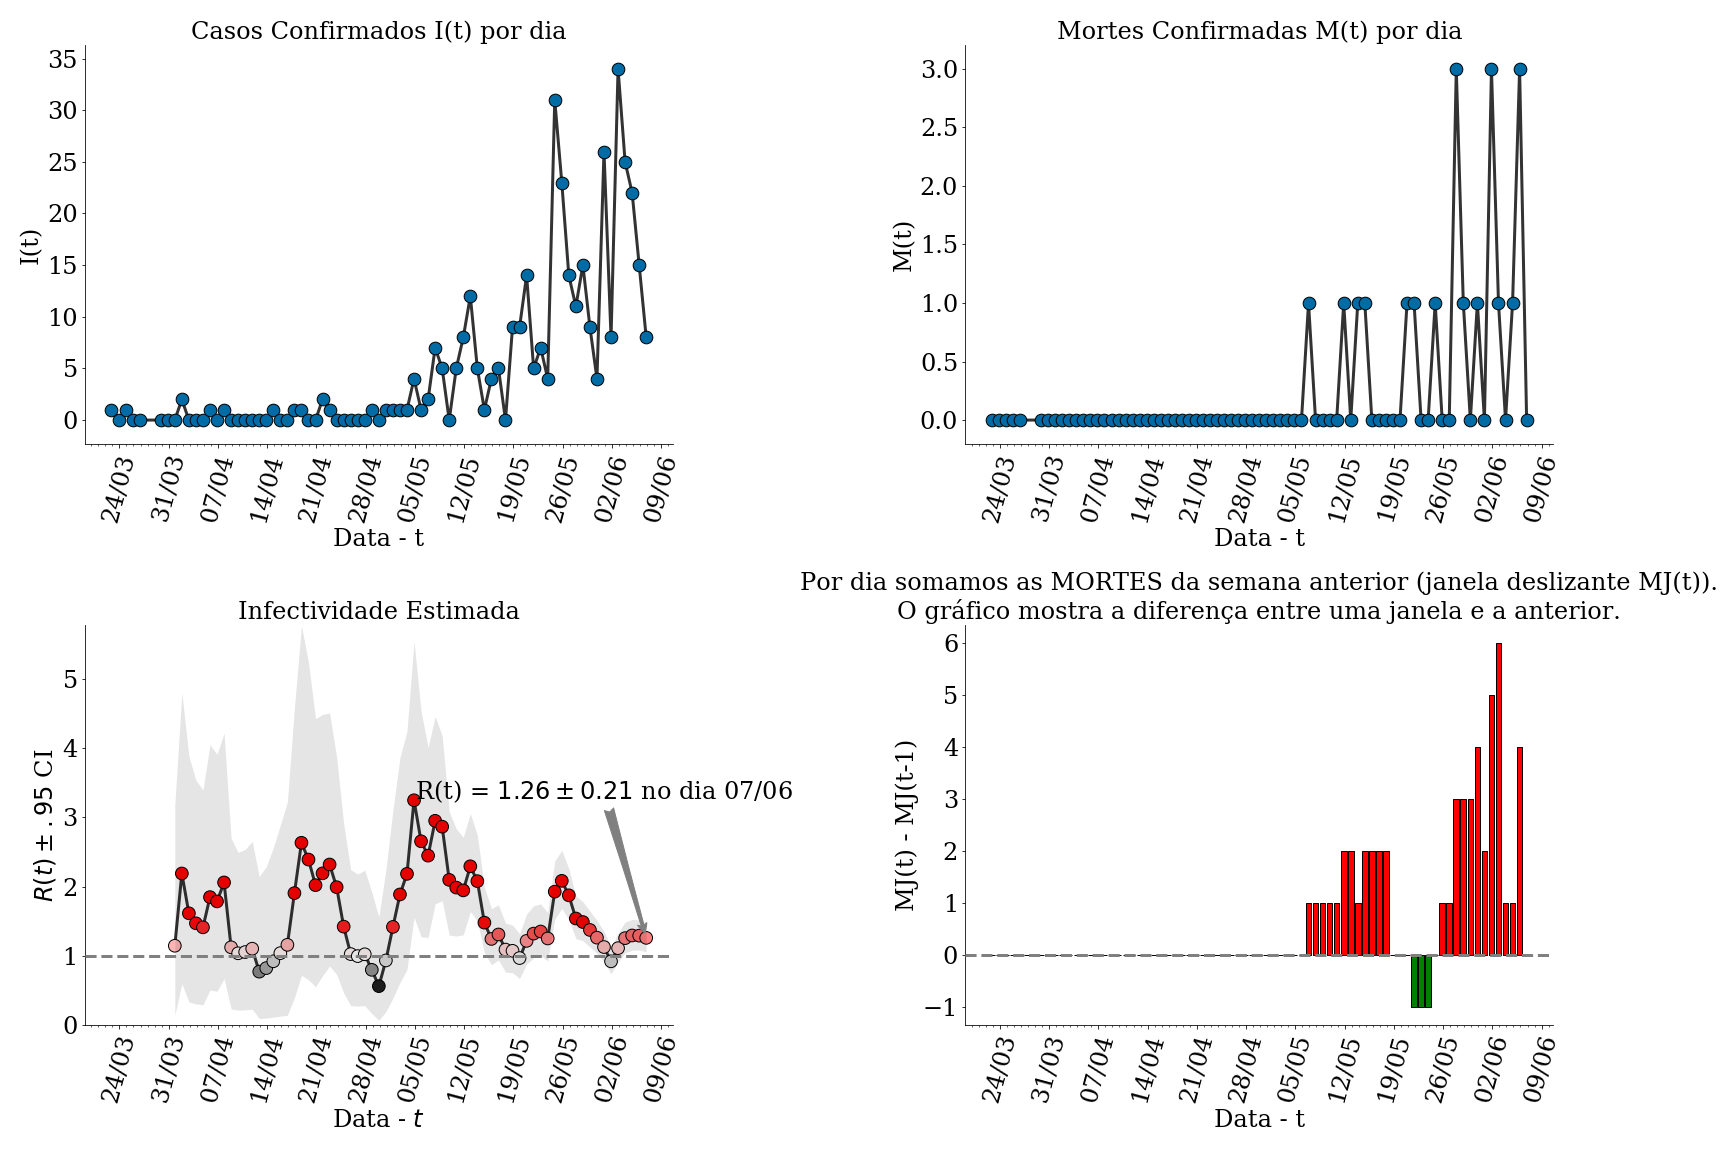 Casos Confirmados I(t) por dia
35
30
25
20
15
10
5
0
I(t)
24/03 31/03 07/04 14/04 21/04 28/04 05/05 12/05 19/05 26/05 02/06 09/06
Data - t
Mortes Confirmadas M(t) por dia
3.0
2.5
2.0
1.5
1.0
0.5
0.0
M(t)
24/03 31/03 07/04 14/04 21/04 28/04 05/05 12/05 19/05 26/05 02/06 09/06
Data - t
Infectividade Estimada
5
4
3
2
1
0
R(t) ± .95 CI
R(t) = 1.26 ± 0.21 no dia 07/06
24/03 31/03 07/04 14/04 21/04 28/04 05/05 12/05 19/05 26/05 02/06 09/06
Data - t
Por dia somamos as MORTES da semana anterior (janela deslizante MJ(t)).
O gráfico mostra a diferença entre uma janela e a anterior.
6
5
4
3
2
1
0
−1
MJ(t) - MJ(t-1)
24/03 31/03 07/04 14/04 21/04 28/04 05/05 12/05 19/05 26/05 02/06 09/06
Data - t